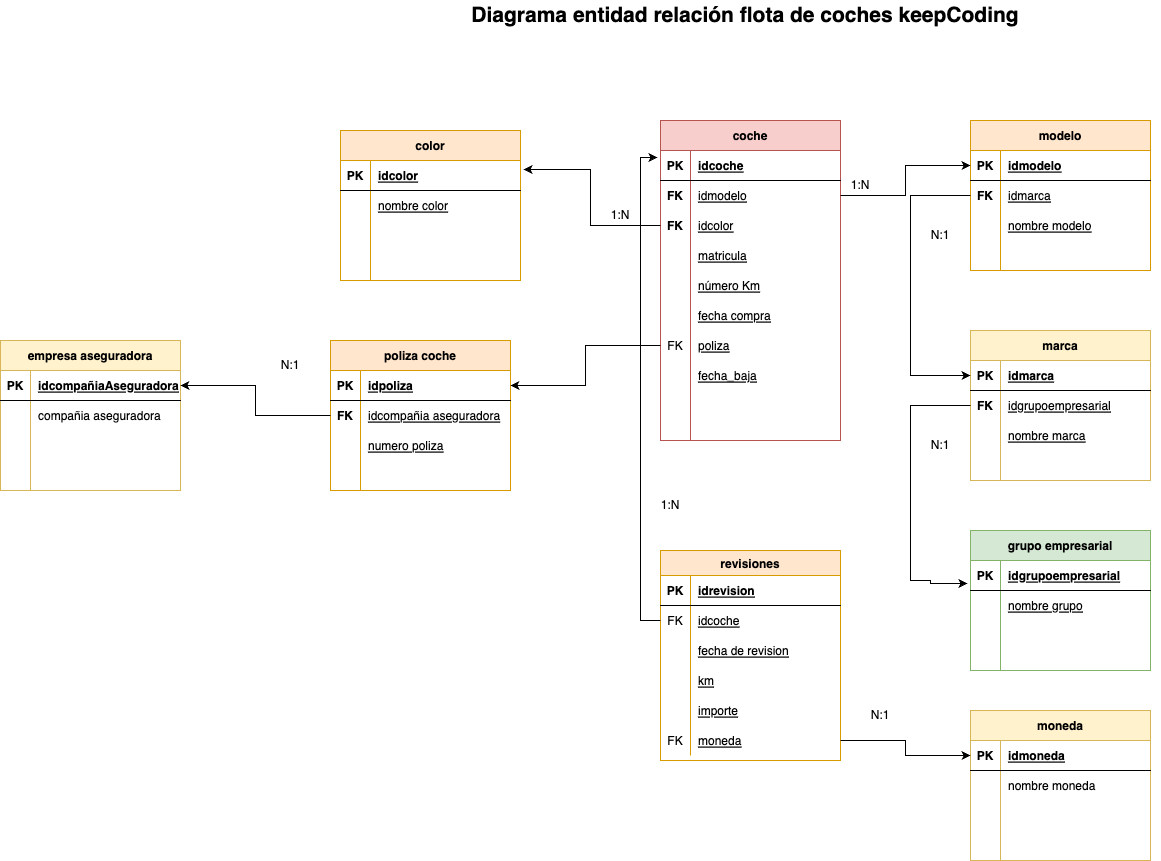 Diagrama entidad relación flota de coches keepCoding
color
PK idcolor
nombre color
coche
PK idcoche
FK idmodelo
FK idcolor
matricula
número Km
fecha compra
FK poliza
fecha_baja
modelo
PK idmodelo
FK idmarca
nombre modelo
1:N
1:N
N:1
empresa aseguradora
PK idcompañiaAseguradora
compañia aseguradora
N:1
poliza coche
PK idpoliza
FK idcompañia aseguradora
numero poliza
marca
PK idmarca
FK idgrupoempresarial
nombre marca
N:1
1:N
revisiones
PK idrevision
FK idcoche
fecha de revision
km
importe
FK moneda
grupo empresarial
PK idgrupoempresarial
nombre grupo
N:1
moneda
PK idmoneda
nombre moneda